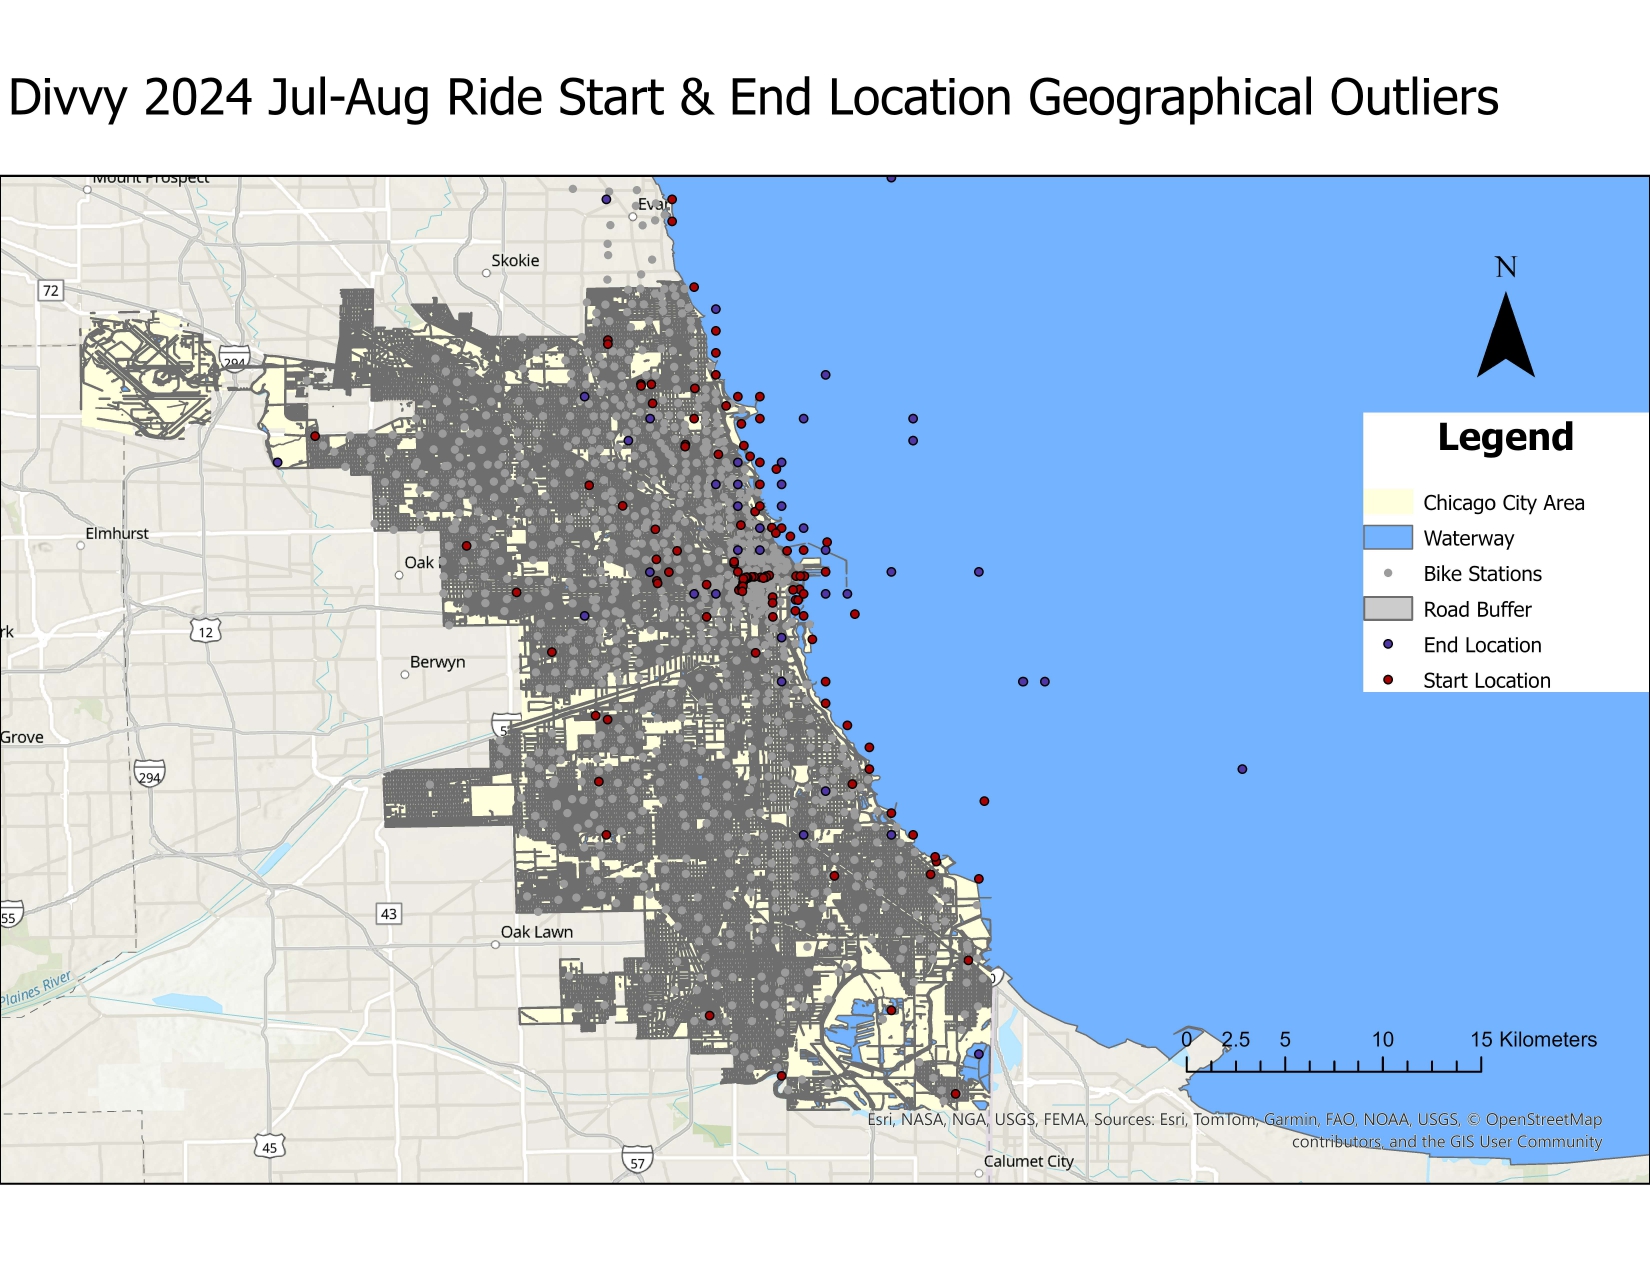 Divvy 2024 Jul-Aug Ride Start & End Location Geographical Outliers
Mount Prospect
Evan
Skokie
N
72
294
Legend
Chicago City Area
Waterway
Bike Stations
Road Buffer
End Location
Start Location
Elmhurst
Oak
12
rk
Berwyn
Grove
294
55
43
Oak Lawn
Plaines River
0 2.5 5 10 15 Kilometers
Esri, NASA, NGA, USGS, FEMA, Sources: Esri, TomTom, Garmin, FAO, NOAA, USGS, © OpenStreetMap
contributors, and the GIS User Community
45
57
Calumet City